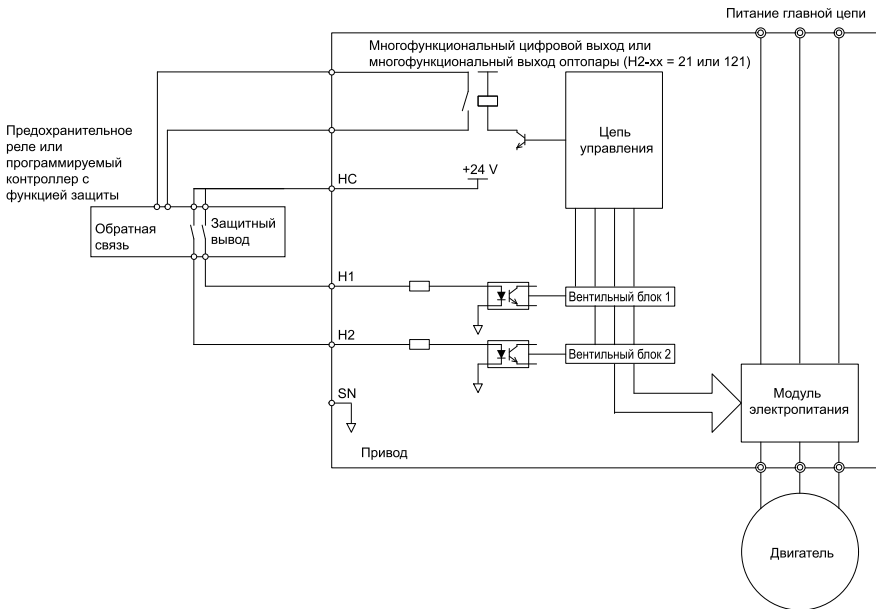 Питание главной цепи
Многофункциональный цифровой выход или
многофункциональный выход оптопары (H2-xx = 21 или 121)
Предохранительное
реле или
программируемый
контроллер с
функцией защиты
Цепь
управления
+24 V
HC
Обратная
связь
Защитный
вывод
H1
Вентильный блок 1
H2
Вентильный блок 2
SN
Модуль
электропитания
Привод
Двигатель